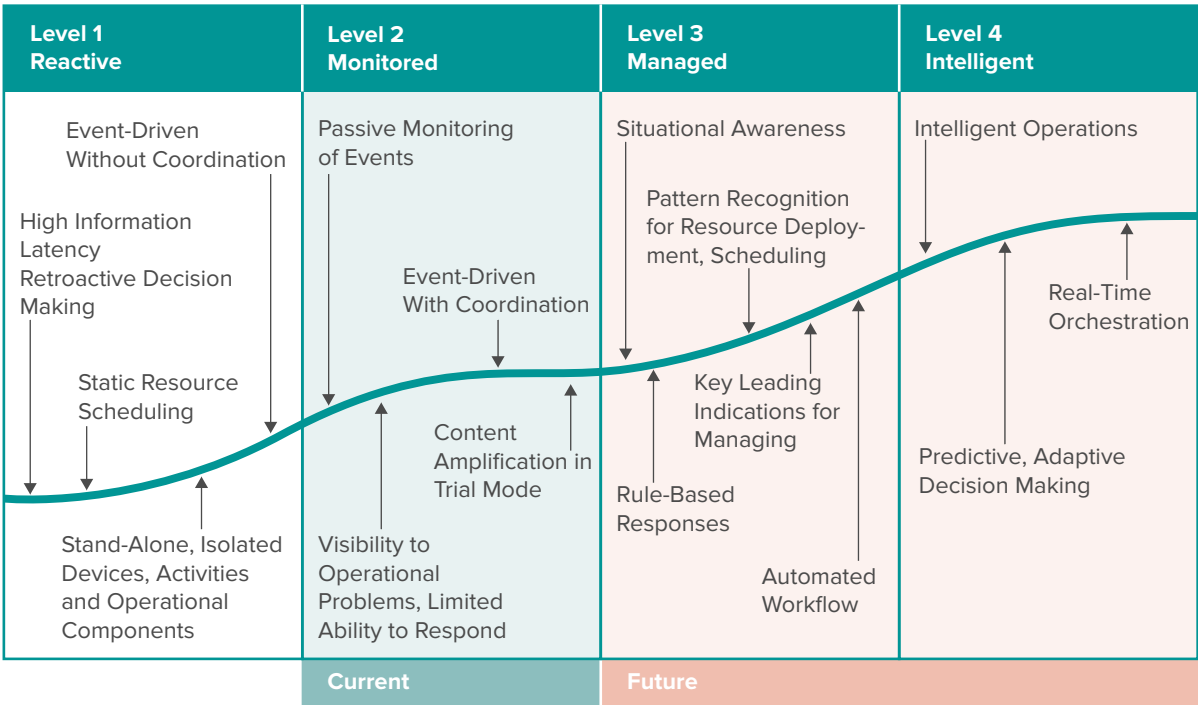 Level 1
Reactive
Level 2
Monitored
Level 3
Managed
Level 4
Intelligent
Event-Driven
Without Coordination
High Information
Latency
Retroactive Decision
Making
Static Resource
Scheduling
Stand-Alone, Isolated
Devices, Activities
and Operational
Components
Passive Monitoring
of Events
Event-Driven
With Coordination
Content
Amplification in
Trial Mode
Visibility to
Operational
Problems, Limited
Ability to Respond
Situational Awareness
Pattern Recognition
for Resource Deploy-
ment, Scheduling
Key Leading
Indications for
Managing
Rule-Based
Responses
Automated
Workflow
Intelligent Operations
Real-Time
Orchestration
Predictive, Adaptive
Decision Making
Current
Future